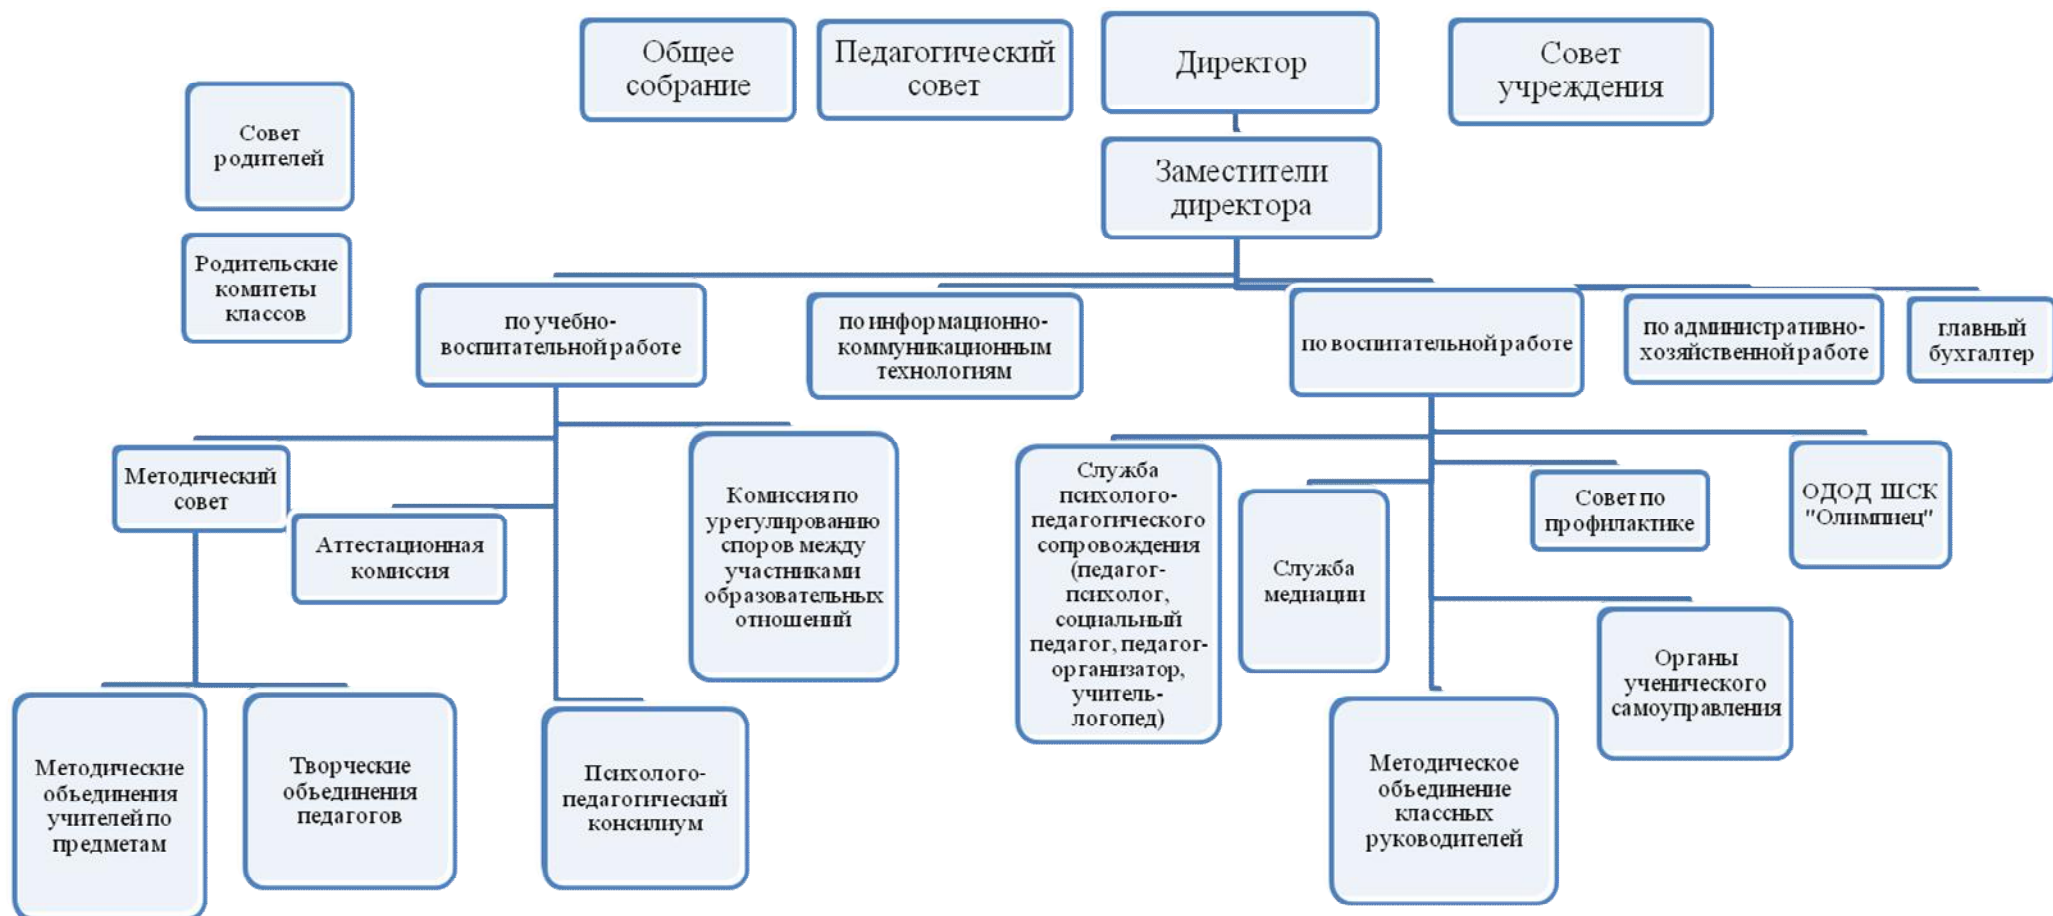 Общее
собрание
Педагогический
совет
Директор
Совет
учреждения
Совет
родителей
Заместители
директора
Родительские
комитеты
классов
по учебно-
воспитательной работе
по информационно-
коммуникационным
технологиям
по воспитательной работе
по административно-
хозяйственной работе
главный
бухгалтер
Методический
совет
Аттестационная
комиссия
Комиссия по
урегулированию
споров между
участниками
образовательных
отношений
Служба
психолого-
педагогического
сопровождения
(педагог-
психолог,
социальный
педагог, педагог-
организатор,
учитель-
логопед)
Служба
медиации
Совет по
профилактике
ОДОД ШСК
"Олимпиец"
Органы
ученического
самоуправления
Методические
объединения
учителей по
предметам
Творческие
объединения
педагогов
Психолого-
педагогический
консилиум
Методическое
объединение
классных
руководителей